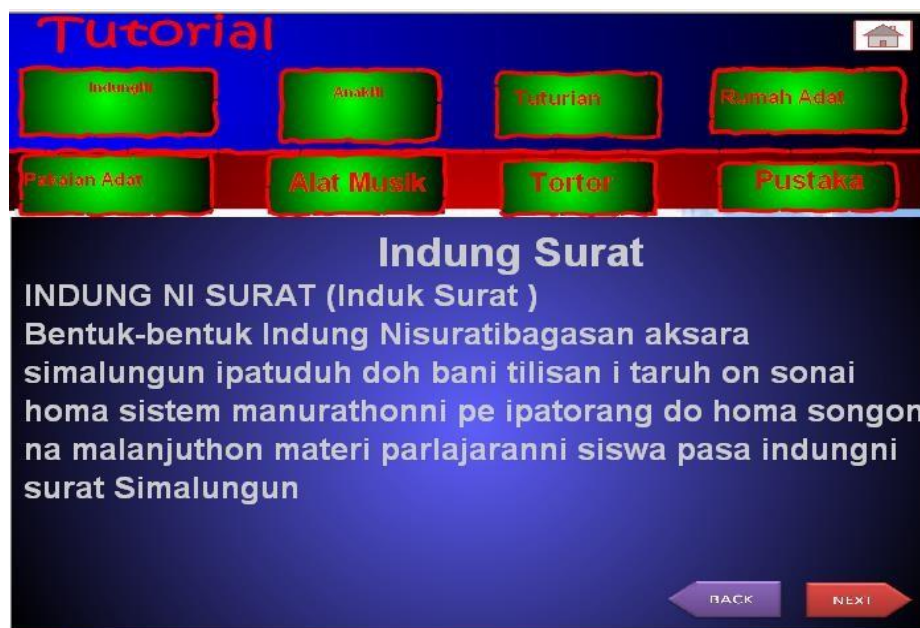 Tutorial
Tuturian
Rumah Adat
Pakaian Adat
Alat Musik
Tortor
Pustaka
Indung Surat
INDUNG NI SURAT (Induk Surat )
Bentuk-bentuk Indung Nisuratibagasan aksara
simalungun ipatuduh doh bani tilisan i taruh on sonai
homa sistem manurathonni pe ipatorang do homa songon
na malanjuthon materi parlajaranni siswa pasa indungni
surat Simalungun
BACK
NEXT